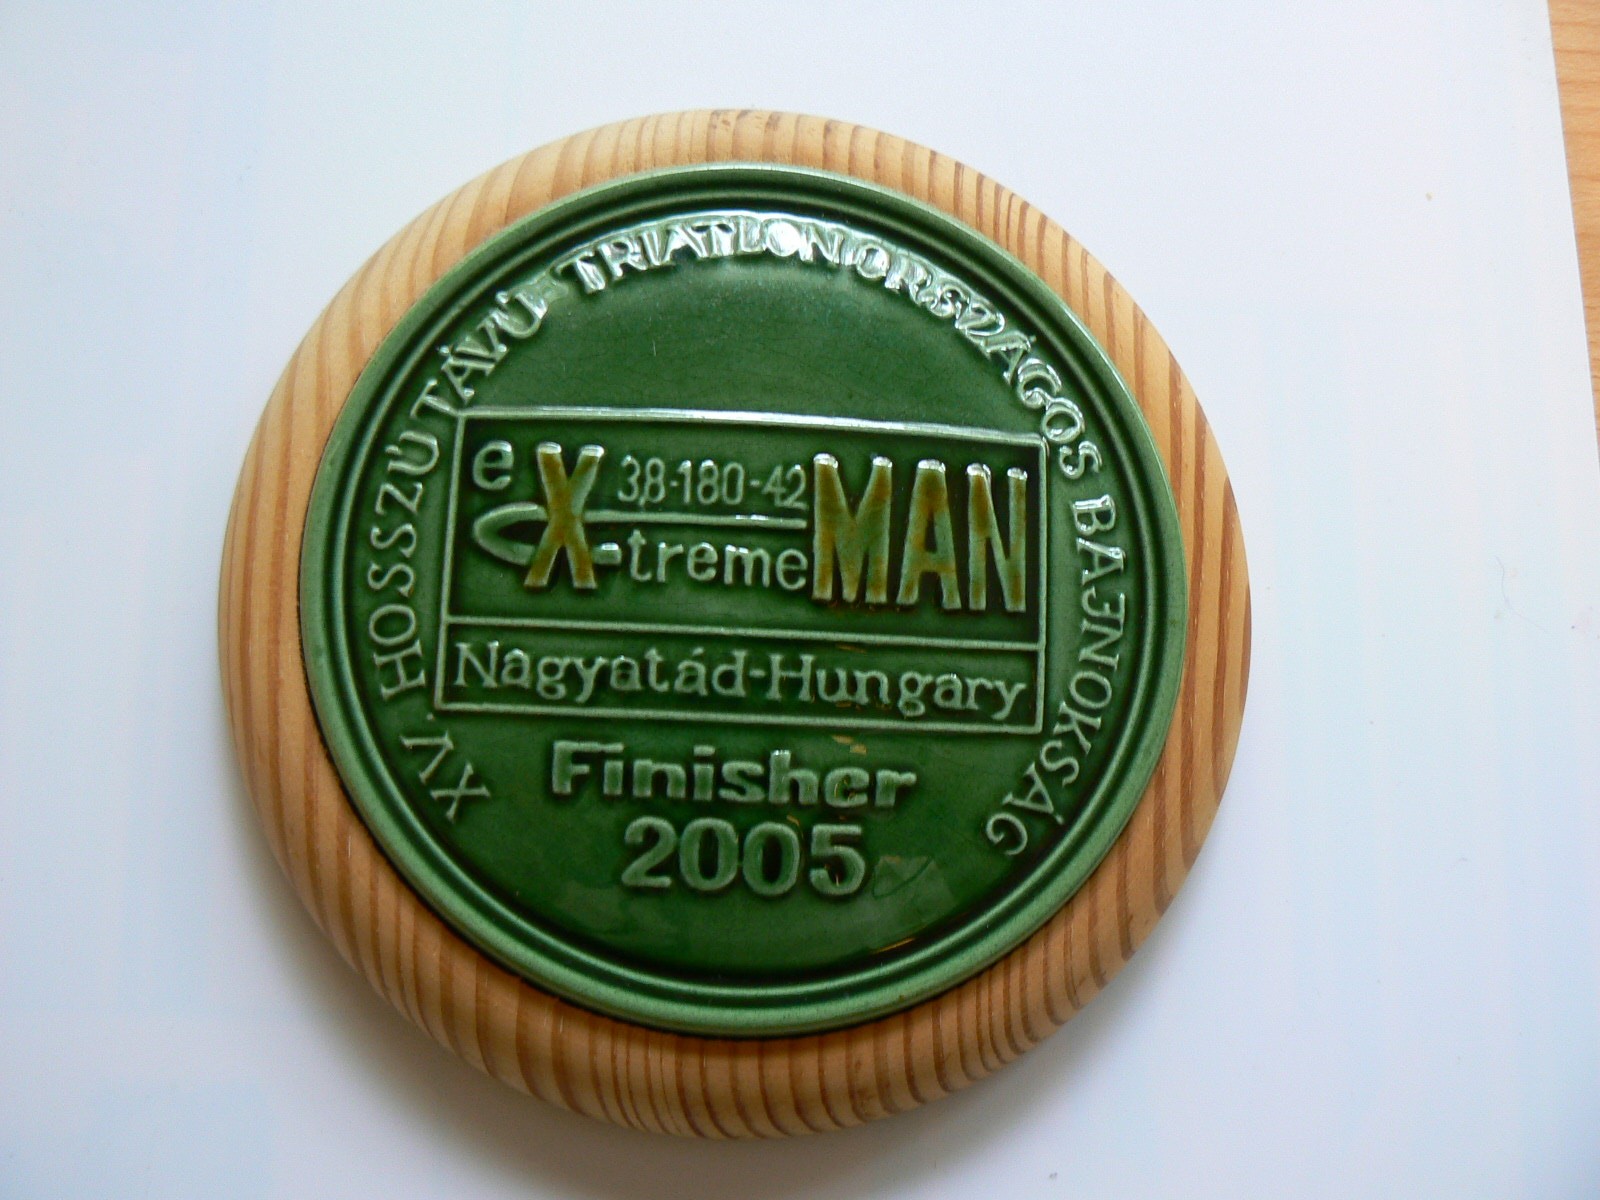 XV. HOSSZÚTÁVÚ TRIATLON ORSZÁGOS BAJNOKSÁG
eX 3,8-180-42 MAN
X-treme
Nagyatád-Hungary
Finisher
2005